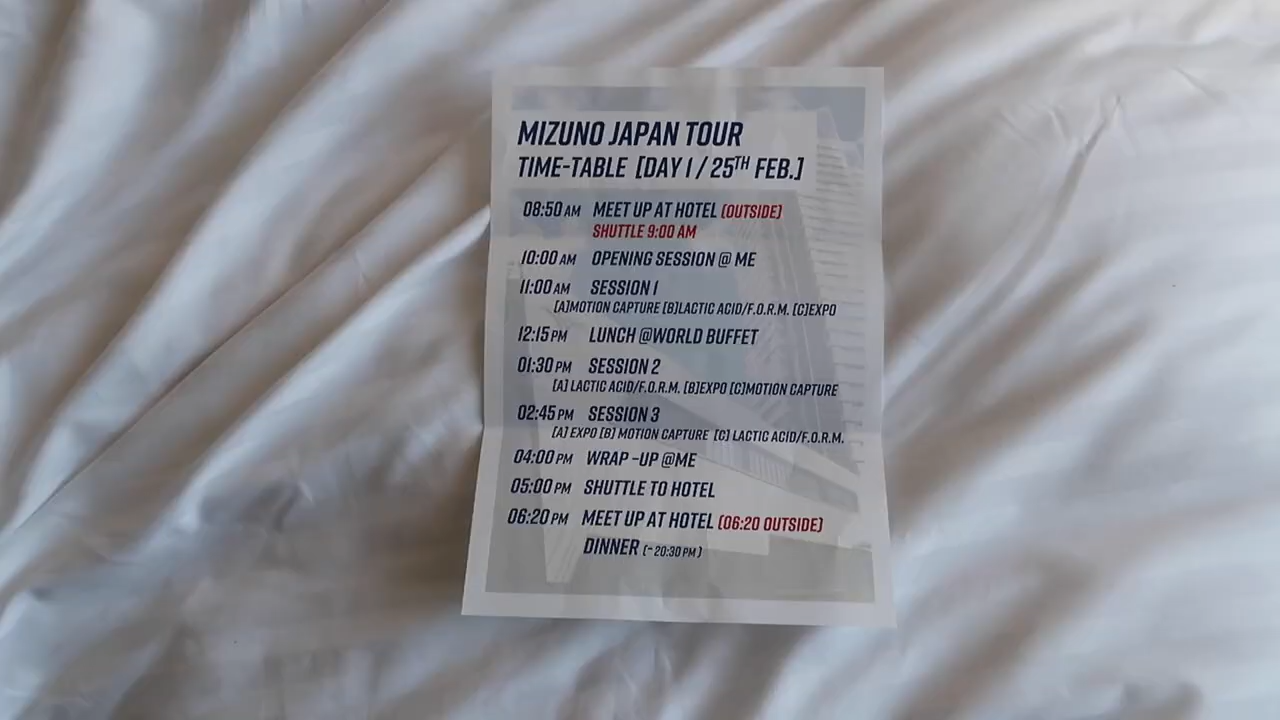 MIZUNO JAPAN TOUR
TIME-TABLE [DAY 1 / 25TH FEB.]
08:50 AM MEET UP AT HOTEL (OUTSIDE)
SHUTTLE 9:00 AM
10:00 AM OPENING SESSION @ ME
11:00 AM SESSION 1
[A]MOTION CAPTURE [B]LACTIC ACID/F.O.R.M. [C]EXPO
12:15 PM LUNCH @WORLD BUFFET
01:30 PM SESSION 2
[A] LACTIC ACID/F.O.R.M. [B]EXPO [C]MOTION CAPTURE
02:45 PM SESSION 3
[A] EXPO [B] MOTION CAPTURE [C] LACTIC ACID/F.O.R.M.
04:00 PM WRAP -UP @ME
05:00 PM SHUTTLE TO HOTEL
06:20 PM MEET UP AT HOTEL (06:20 OUTSIDE)
DINNER (- 20:30 PM )